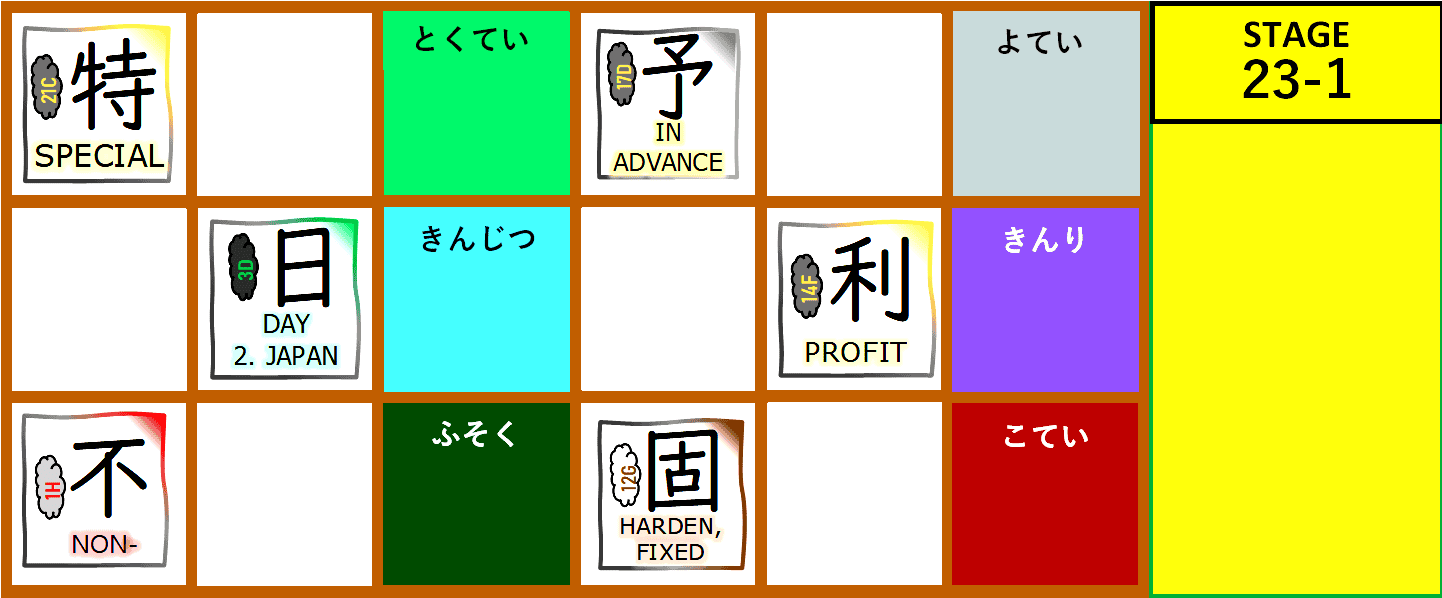 21C
特
SPECIAL
とくてい
17D
予
IN
ADVANCE
よてい
STAGE
23-1
3D
日
DAY
2. JAPAN
きんじつ
14F
利
PROFIT
きんり
1H
不
NON-
ふそく
12G
固
HARDEN,
FIXED
こてい